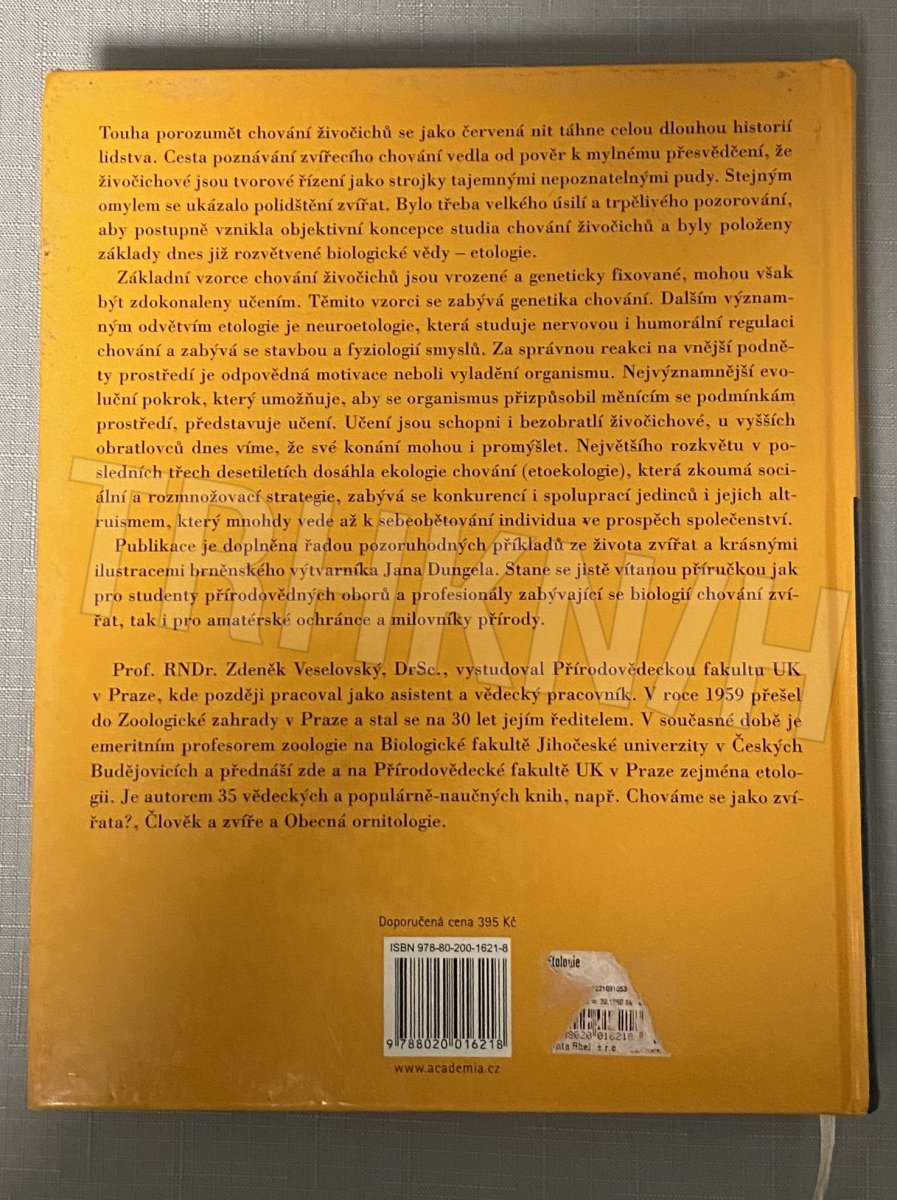 Touha porozumět chování živočichů se jako červená nit táhne celou dlouhou historií
lidstva. Cesta poznávání zvířecího chování vedla od pověr k mylnému přesvědčení, že
živočichové jsou tvorové řízení jako strojky tajemnými nepoznatelnými pudy. Stejným
omylem se ukázalo polidštění zvířat. Bylo třeba velkého úsilí a trpělivého pozorování,
aby postupně vznikla objektivní koncepce studia chování živočichů a byly položeny
základy dnes již rozvětvené biologické vědy – etologie.
Základní vzorce chování živočichů jsou vrozené a geneticky fixované, mohou však
být zdokonaleny učením. Těmito vzorci se zabývá genetika chování. Dalším význam-
ným odvětvím etologie je neuroetologie, která studuje nervovou i humorální regulaci
chování a zabývá se stavbou a fyziologií smyslů. Za správnou reakci na vnější podně-
ty prostředí je odpovědná motivace neboli vyladění organismu. Nejvýznamnější evo-
luční pokrok, který umožňuje, aby se organismus přizpůsobil měnícím se podmínkám
prostředí, představuje učení. Učení jsou schopni i bezobratlí živočichové, u vyšších
obratlovců dnes víme, že své konání mohou i promýšlet. Největšího rozkvětu v po-
sledních třech desetiletích dosáhla ekologie chování (etoekologie), která zkoumá soci-
ální a rozmnožovací strategie, zabývá se konkurencí i spoluprací jedinců i jejich alt-
ruismem, který mnohdy vede až k sebeobětování individua ve prospěch společenství.
Publikace je doplněna řadou pozoruhodných příkladů ze života zvířat a krásnými
ilustracemi brněnského výtvarníka Jana Dungela. Stane se jistě vítanou příručkou jak
pro studenty přírodovědných oborů a profesionály zabývající se biologií chování zví-
řat, tak i pro amatérské ochránce a milovníky přírody.
Prof. RNDr. Zdeněk Veselovský, DrSc., vystudoval Přírodovědeckou fakultu UK
v Praze, kde později pracoval jako asistent a vědecký pracovník. V roce 1959 přešel
do Zoologické zahrady v Praze a stal se na 30 let jejím ředitelem. V současné době je
emeritním profesorem zoologie na Biologické fakultě Jihočeské univerzity v Českých
Budějovicích a přednáší zde a na Přírodovědecké fakultě UK v Praze zejména etolo-
gii. Je autorem 35 vědeckých a populárně-naučných knih, např. Chováme se jako zví-
řata?, Člověk a zvíře a Obecná ornitologie.
TRHKNIH
Doporučená cena 395 Kč
ISBN 978-80-200-1621-8
9 788020 016218
www.academia.cz
016218
s.r.o.